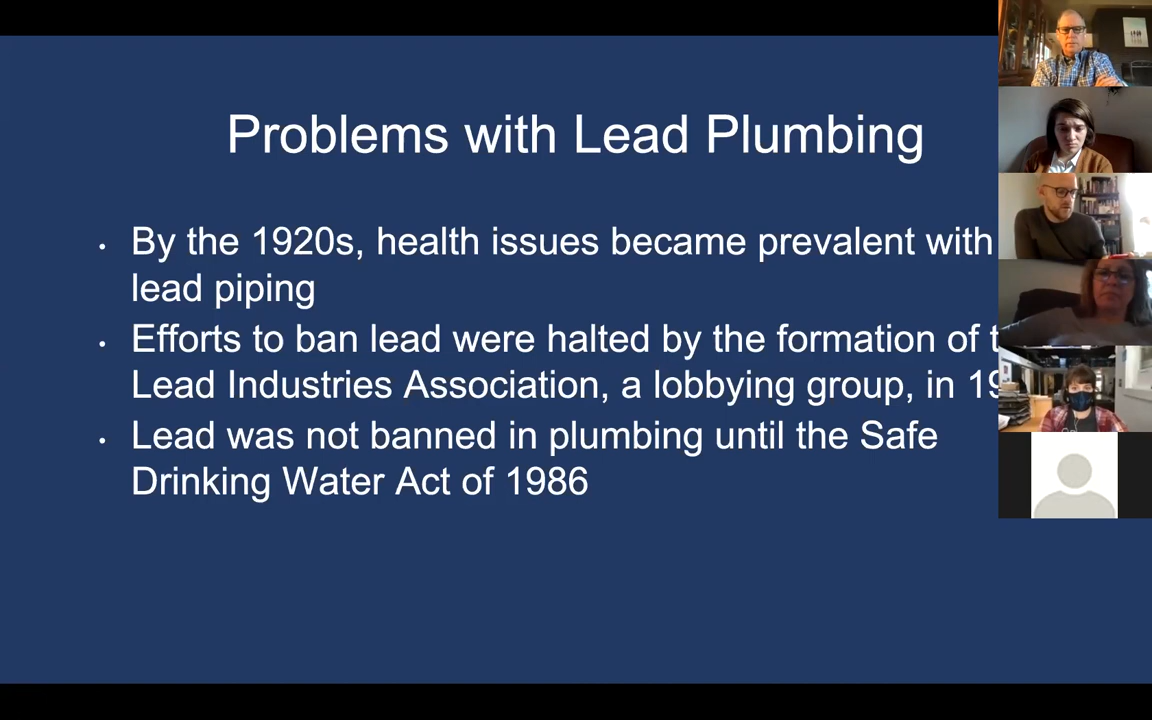 Problems with Lead Plumbing
• By the 1920s, health issues became prevalent with
lead piping
• Efforts to ban lead were halted by the formation of
Lead Industries Association, a lobbying group, in
• Lead was not banned in plumbing until the Safe
Drinking Water Act of 1986